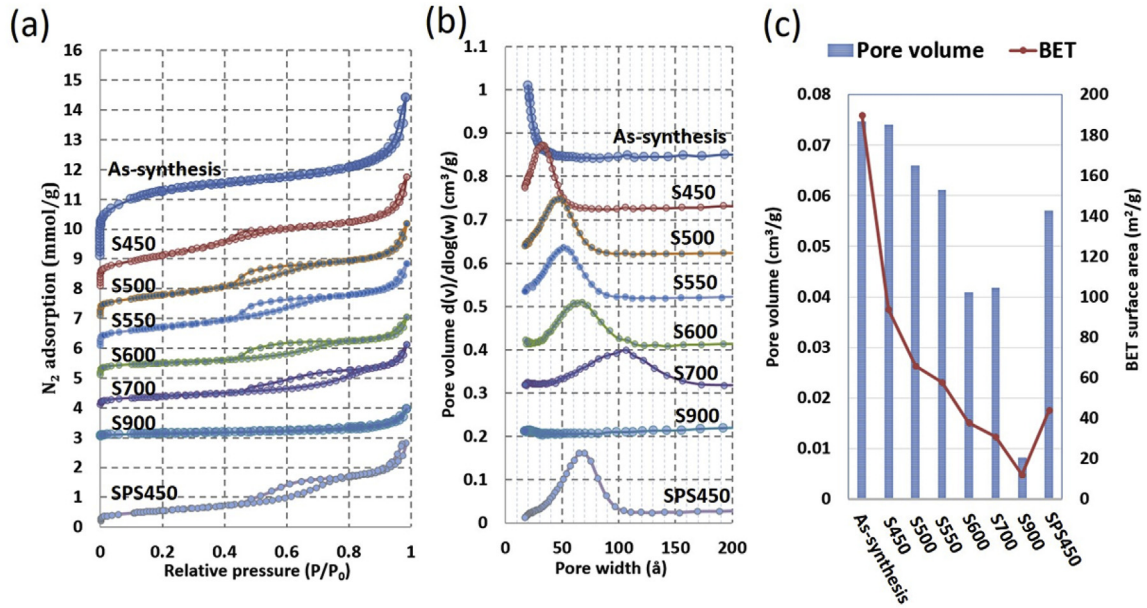 (a)
16
15
14
13
12
11
10
9
8
7
6
5
4
3
2
1
0
N₂ adsorption (mmol/g)
As-synthesis
S450
S500
S550
S600
S700
S900
SPS450
0 0.2 0.4 0.6 0.8 1
Relative pressure (P/P₀)
(b)
1.1
1
0.9
0.8
0.7
0.6
0.5
0.4
0.3
0.2
0.1
0
Pore volume d(v)/dlog(w) (cm³/g)
As-synthesis
S450
S500
S550
S600
S700
S900
SPS450
0 50 100 150 200
Pore width (å)
(c)
Pore volume BET
0.08
0.07
0.06
0.05
0.04
0.03
0.02
0.01
0
Pore volume (cm³/g)
200
180
160
140
120
100
80
60
40
20
0
BET surface area (m²/g)
As-synthesis
S450
S500
S550
S600
S700
S900
SPS450